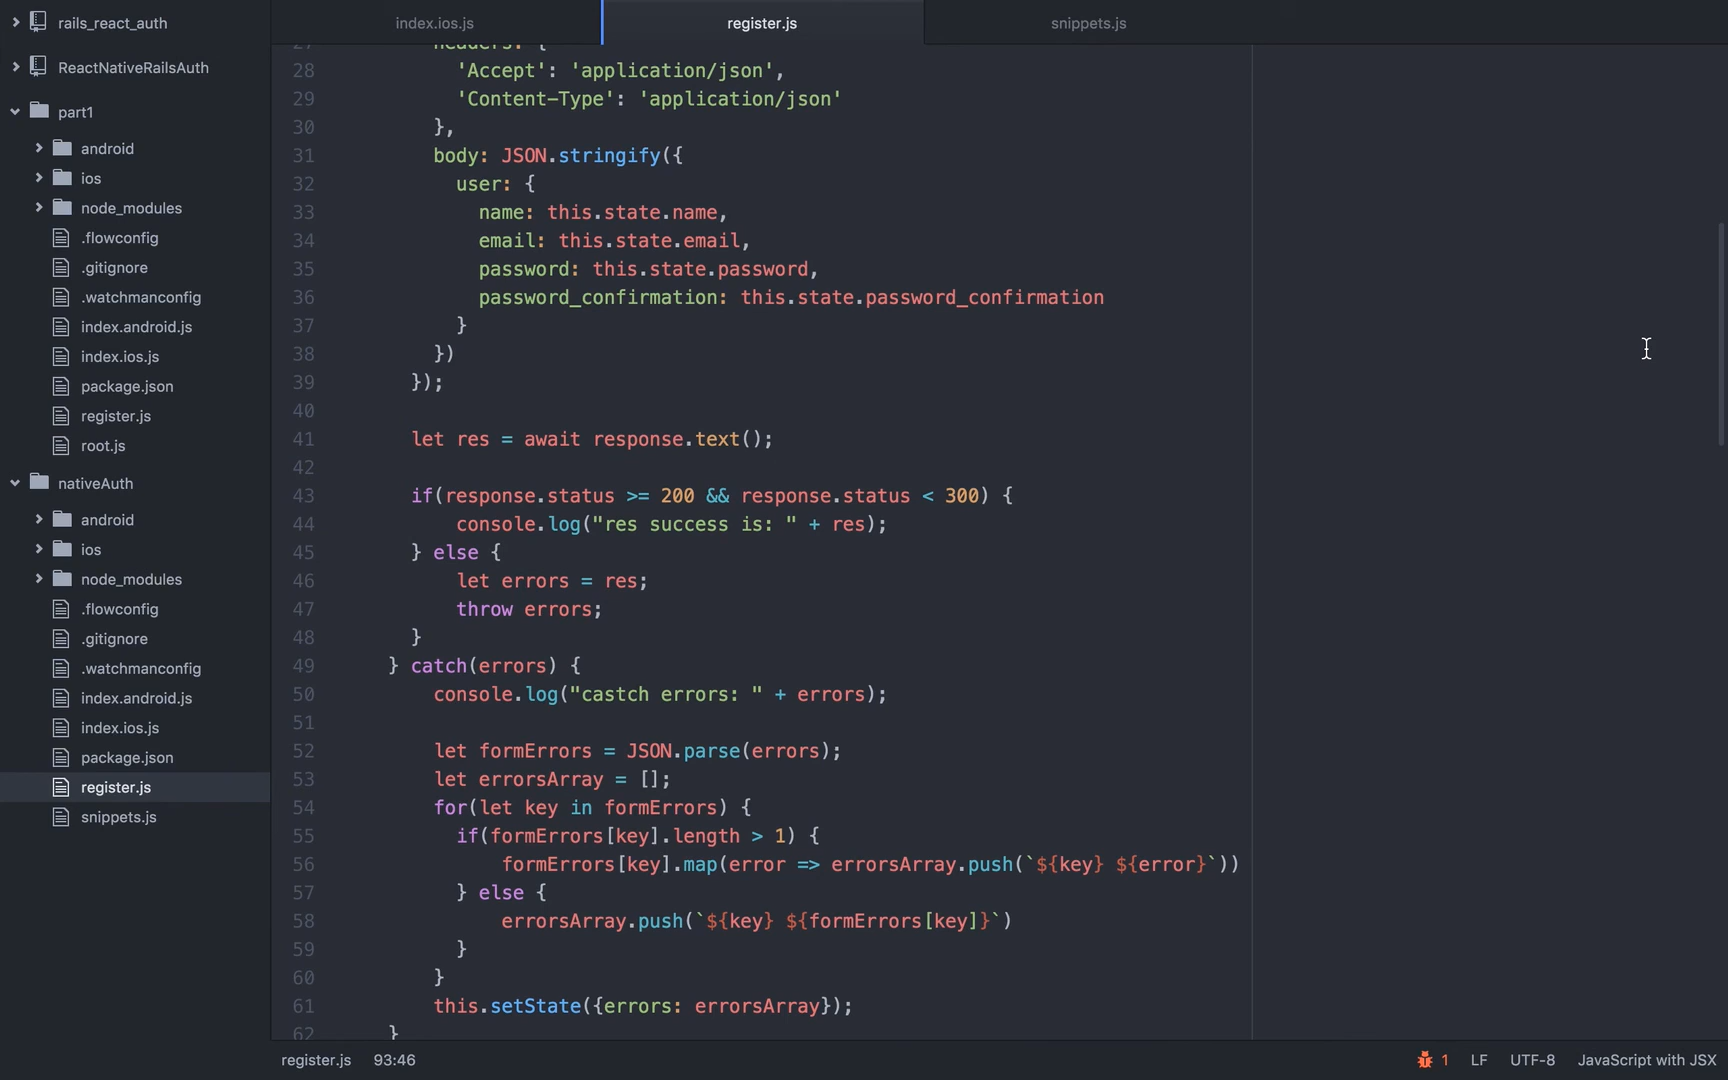 rails_react_auth
ReactNativeRailsAuth
part1
android
ios
node_modules
.flowconfig
.gitignore
.watchmanconfig
index.android.js
index.ios.js
package.json
register.js
root.js
nativeAuth
android
ios
node_modules
.flowconfig
.gitignore
.watchmanconfig
index.android.js
index.ios.js
package.json
register.js
snippets.js
index.ios.js register.js snippets.js
27 headers: {
28 'Accept': 'application/json',
29 'Content-Type': 'application/json'
30 },
31 body: JSON.stringify({
32 user: {
33 name: this.state.name,
34 email: this.state.email,
35 password: this.state.password,
36 password_confirmation: this.state.password_confirmation
37 }
38 })
39 });
40
41 let res = await response.text();
42
43 if(response.status >= 200 && response.status < 300) {
44 console.log("res success is: " + res);
45 } else {
46 let errors = res;
47 throw errors;
48 }
49 } catch(errors) {
50 console.log("castch errors: " + errors);
51
52 let formErrors = JSON.parse(errors);
53 let errorsArray = [];
54 for(let key in formErrors) {
55 if(formErrors[key].length > 1) {
56 formErrors[key].map(error => errorsArray.push(`${key} ${error}`))
57 } else {
58 errorsArray.push(`${key} ${formErrors[key]}`)
59 }
60 }
61 this.setState({errors: errorsArray});
62 }
register.js 93:46 1 LF UTF-8 JavaScript with JSX